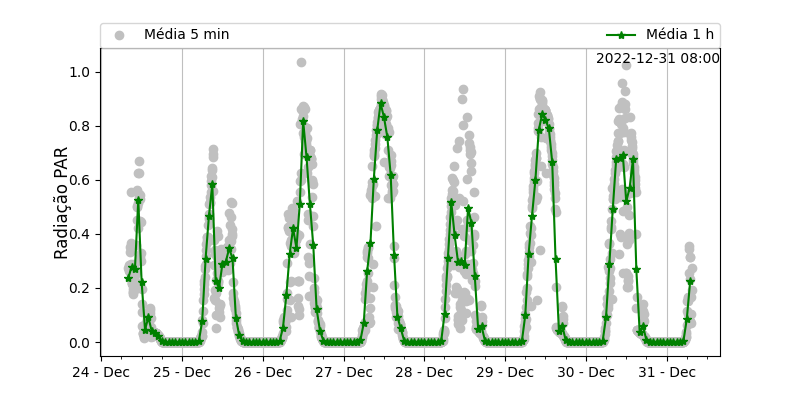 Média 5 min
Média 1 h
2022-12-31 08:00
Radiação PAR
1.0
0.8
0.6
0.4
0.2
0.0
24 - Dec
25 - Dec
26 - Dec
27 - Dec
28 - Dec
29 - Dec
30 - Dec
31 - Dec